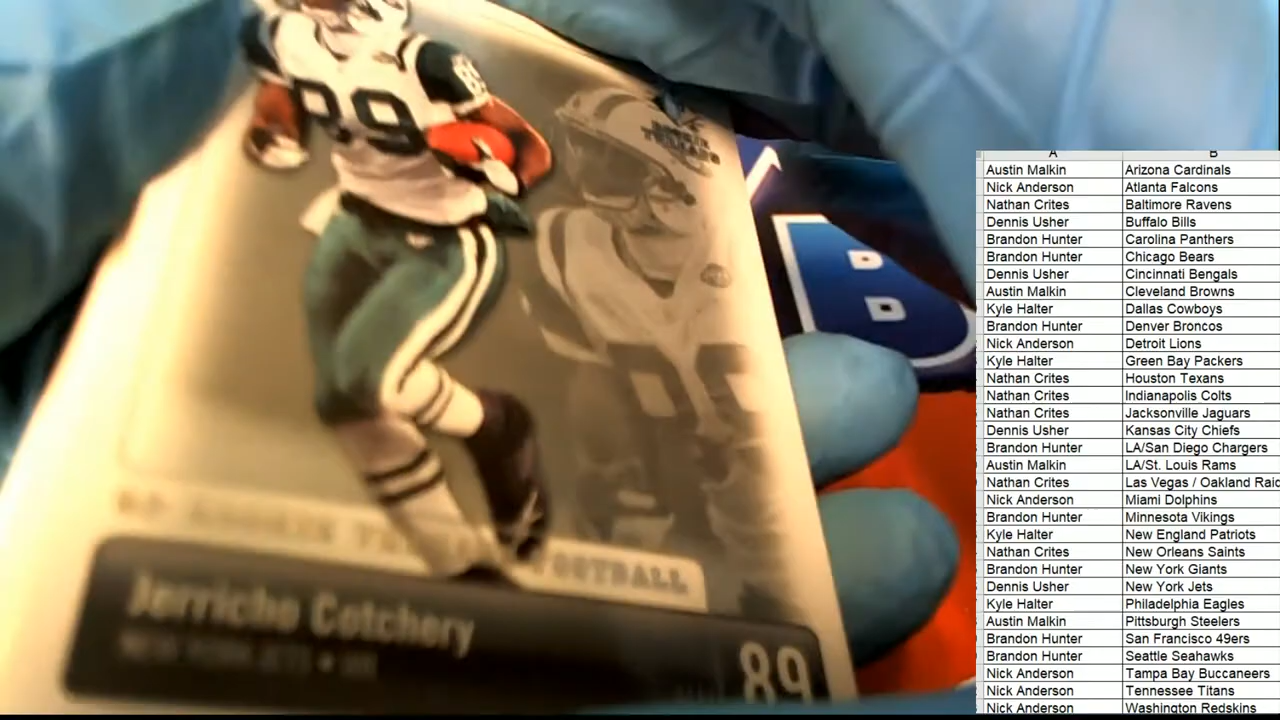 89
Jerricho Cotchery
89
FOOTBALL
A B
Austin Malkin Arizona Cardinals
Nick Anderson Atlanta Falcons
Nathan Crites Baltimore Ravens
Dennis Usher Buffalo Bills
Brandon Hunter Carolina Panthers
Brandon Hunter Chicago Bears
Dennis Usher Cincinnati Bengals
Austin Malkin Cleveland Browns
Kyle Halter Dallas Cowboys
Brandon Hunter Denver Broncos
Nick Anderson Detroit Lions
Kyle Halter Green Bay Packers
Nathan Crites Houston Texans
Nathan Crites Indianapolis Colts
Nathan Crites Jacksonville Jaguars
Dennis Usher Kansas City Chiefs
Brandon Hunter LA/San Diego Chargers
Austin Malkin LA/St. Louis Rams
Nathan Crites Las Vegas / Oakland Raid
Nick Anderson Miami Dolphins
Brandon Hunter Minnesota Vikings
Kyle Halter New England Patriots
Nathan Crites New Orleans Saints
Brandon Hunter New York Giants
Dennis Usher New York Jets
Kyle Halter Philadelphia Eagles
Austin Malkin Pittsburgh Steelers
Brandon Hunter San Francisco 49ers
Brandon Hunter Seattle Seahawks
Nick Anderson Tampa Bay Buccaneers
Nick Anderson Tennessee Titans
Nick Anderson Washington Redskins